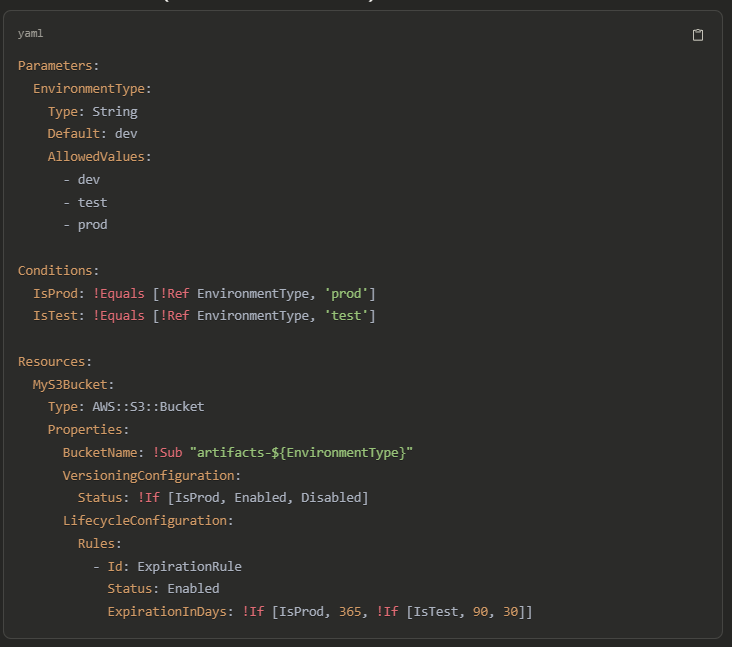 yaml
Parameters:
  EnvironmentType:
    Type: String
    Default: dev
    AllowedValues:
      - dev
      - test
      - prod

Conditions:
  IsProd: !Equals [!Ref EnvironmentType, 'prod']
  IsTest: !Equals [!Ref EnvironmentType, 'test']

Resources:
  MyS3Bucket:
    Type: AWS::S3::Bucket
    Properties:
      BucketName: !Sub "artifacts-${EnvironmentType}"
      VersioningConfiguration:
        Status: !If [IsProd, Enabled, Disabled]
      LifecycleConfiguration:
        Rules:
          - Id: ExpirationRule
            Status: Enabled
            ExpirationInDays: !If [IsProd, 365, !If [IsTest, 90, 30]]